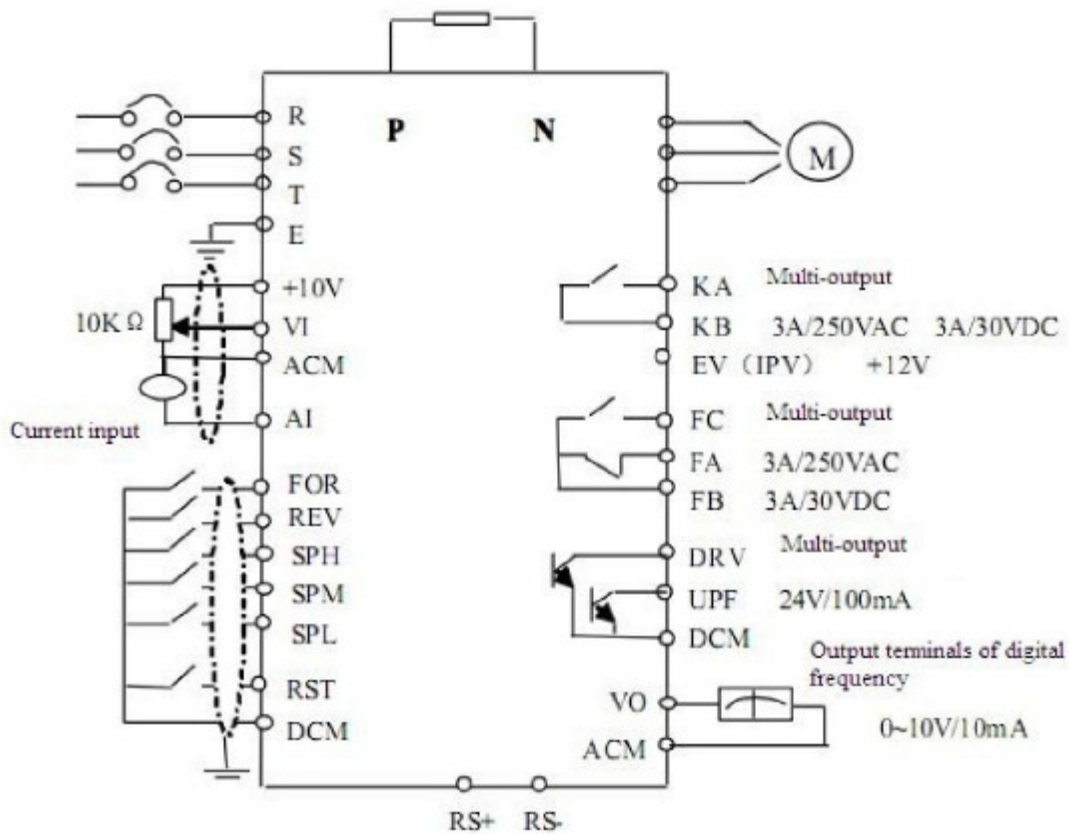 P N
R
S
T
E
M
+10V
10K Ω
VI
ACM
AI
Current input
FOR
REV
SPH
SPM
SPL
RST
DCM
KA Multi-output
KB 3A/250VAC 3A/30VDC
EV（IPV） +12V
FC Multi-output
FA 3A/250VAC
FB 3A/30VDC
DRV Multi-output
UPF 24V/100mA
DCM
Output terminals of digital
frequency
VO
0~10V/10mA
ACM
RS+ RS-